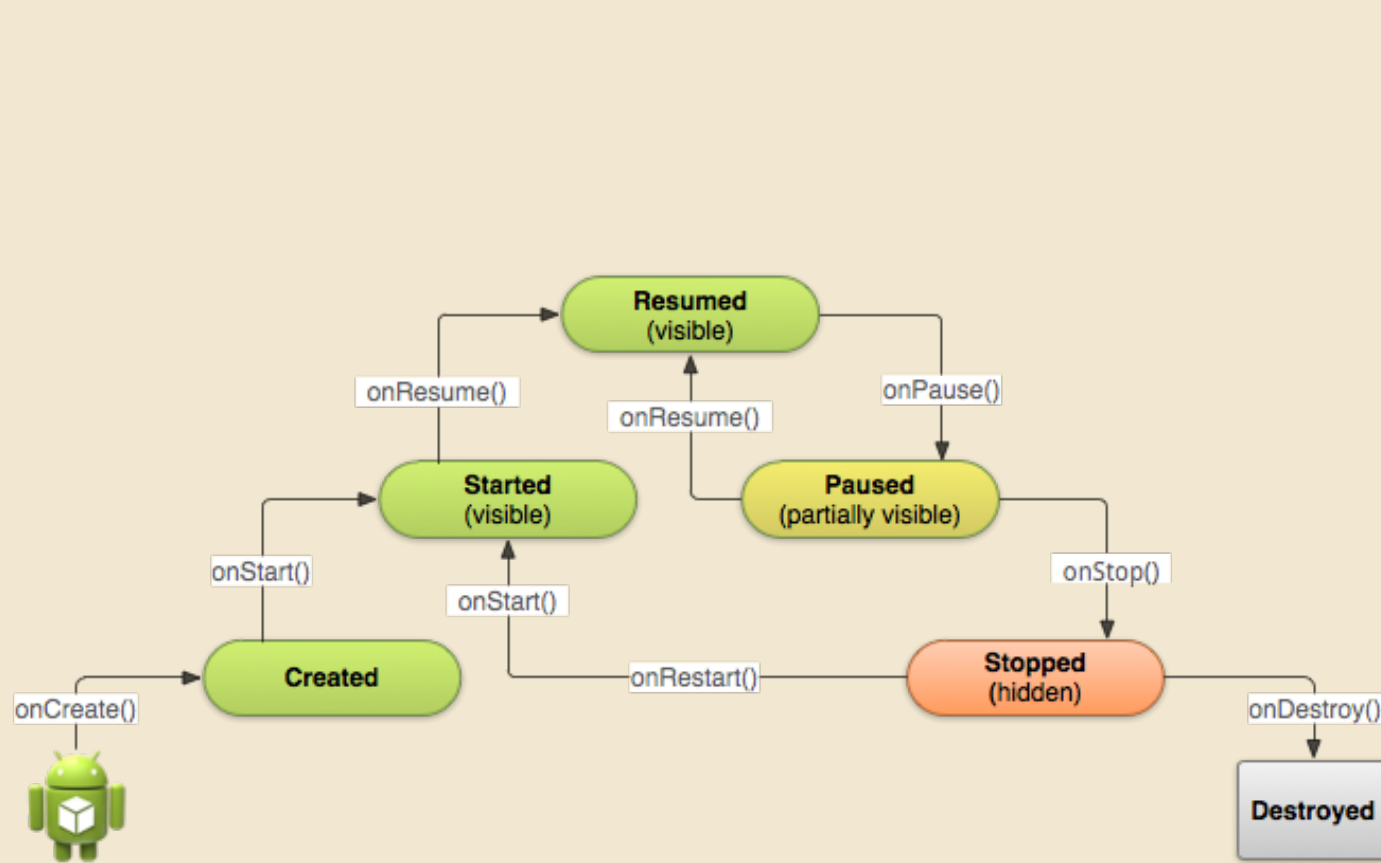 Resumed
(visible)
onResume()
onPause()
onResume()
Started
(visible)
Paused
(partially visible)
onStart()
onStop()
onStart()
Created
onRestart()
Stopped
(hidden)
onCreate()
onDestroy()
Destroyed